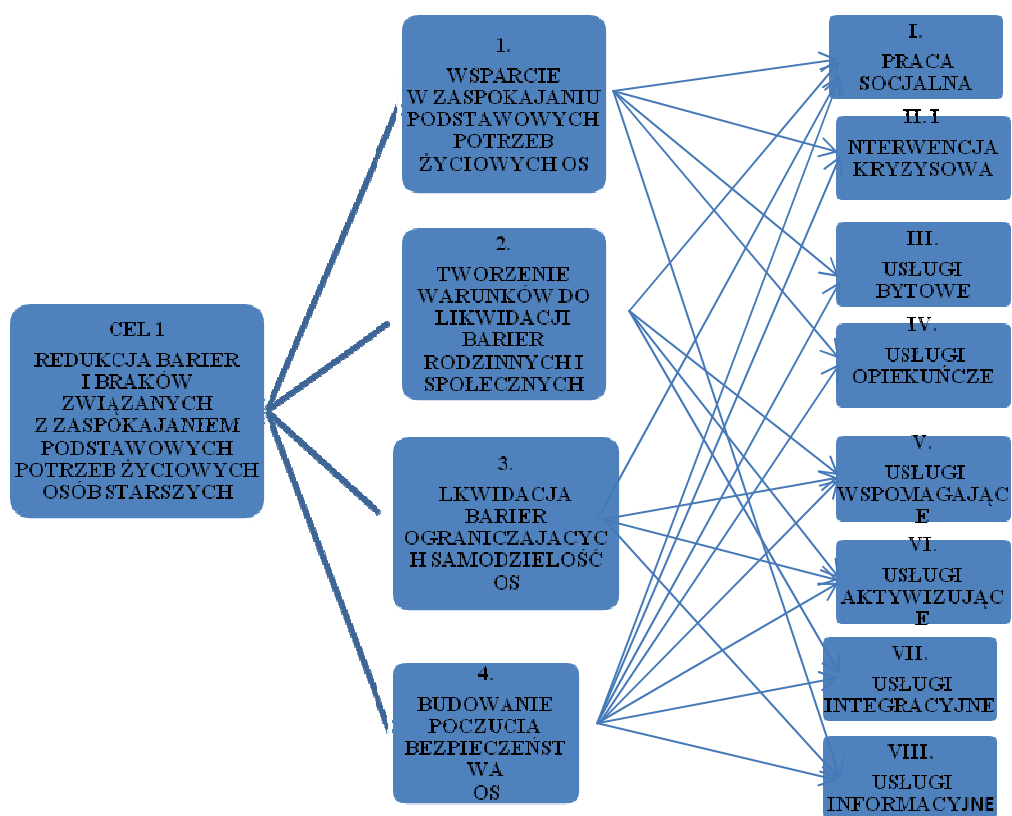 CEL 1
REDUKCJA BARIER
I BRAKÓW
ZWIĄZANYCH
Z ZASPOKAJANIEM
PODSTAWOWYCH
POTRZEB ŻYCIOWYCH
OSÓB STARSZYCH
1.
WSPARCIE
W ZASPOKAJANIU
PODSTAWOWYCH
POTRZEB
ŻYCIOWYCH OS
2.
TWORZENIE
WARUNKÓW DO
LIKWIDACJI
BARIER
RODZINNYCH I
SPOŁECZNYCH
3.
LKWIDACJA
BARIER
OGRANICZAJACYC
H SAMODZIELOŚĆ
OS
4.
BUDOWANIE
POCZUCIA
BEZPIECZEŃST
WA
OS
I.
PRACA
SOCJALNA
II. I
NTERWENCJA
KRYZYSOWA
III.
USŁUGI
BYTOWE
IV.
USŁUGI
OPIEKUŃCZE
V.
USŁUGI
WSPOMAGAJĄC
E
VI.
USŁUGI
AKTYWIZUJĄC
E
VII.
USŁUGI
INTEGRACYJNE
VIII.
USŁUGI
INFORMACYJNE